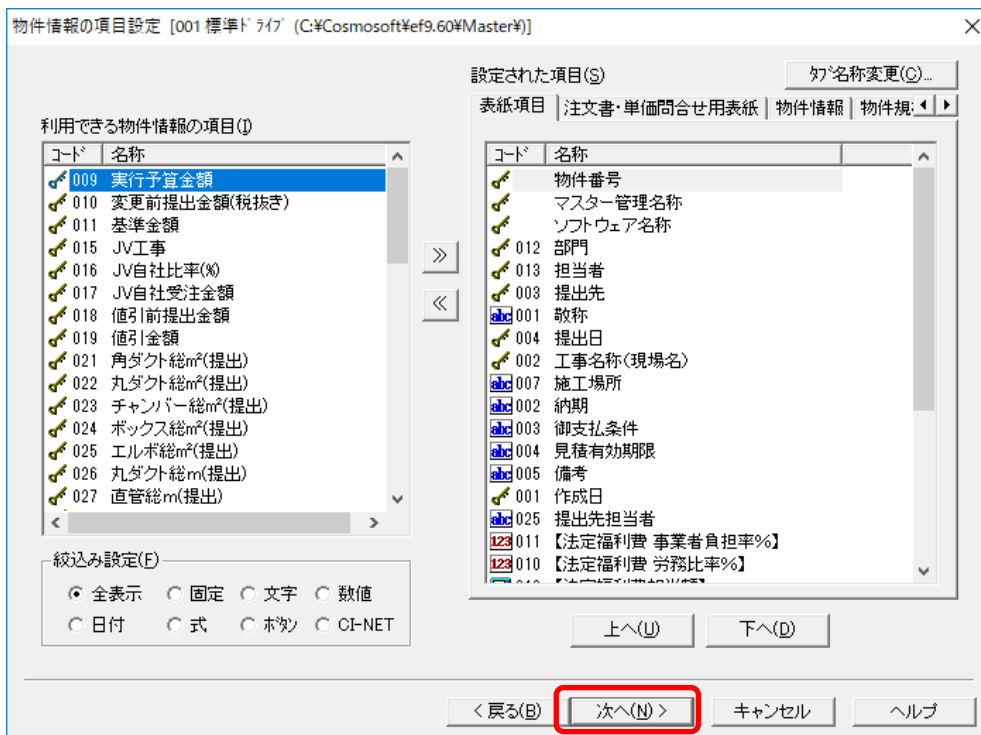 物件情報の項目設定 [001 標準ﾄﾞﾗｲﾌﾞ (C:¥Cosmosoft¥ef9.60¥Master¥)]
設定された項目(S)
ﾀﾌﾞ名称変更(C)...
表紙項目 注文書・単価問合せ用表紙 物件情報 物件規
利用できる物件情報の項目(I)
ｺｰﾄﾞ 名称
009 実行予算金額
010 変更前提出金額(税抜き)
011 基準金額
015 JV工事
016 JV自社比率(%)
017 JV自社受注金額
018 値引前提出金額
019 値引金額
021 角ダクト総m²(提出)
022 丸ダクト総m²(提出)
023 チャンバー総m²(提出)
024 ボックス総m²(提出)
025 エルボ総m²(提出)
026 丸ダクト総m(提出)
027 直管総m(提出)
≫
≪
ｺｰﾄﾞ 名称
物件番号
マスター管理名称
ソフトウェア名称
012 部門
013 担当者
003 提出先
abc 001 敬称
004 提出日
002 工事名称(現場名)
abc 007 施工場所
abc 002 納期
abc 003 御支払条件
abc 004 見積有効期限
abc 005 備考
001 作成日
abc 025 提出先担当者
123 011 【法定福利費 事業者負担率%】
123 010 【法定福利費 労務比率%】
絞込み設定(F)
全表示 固定 文字 数値
日付 式 ﾎﾞﾀﾝ CI-NET
上へ(U) 下へ(D)
< 戻る(B) 次へ(N) > キャンセル ヘルプ